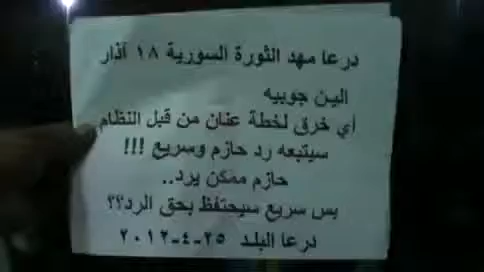 درعا مهد الثورة السورية ١٨ آذار
الين جوبيه
أي خرق لخطة عنان من قبل النظام
سيتبعه رد حازم وسريع !!!
حازم ممكن يرد..
بس سريع سيحتفظ بحق الرد؟؟
درعا البلد ٢٥-٤-٢٠١٢